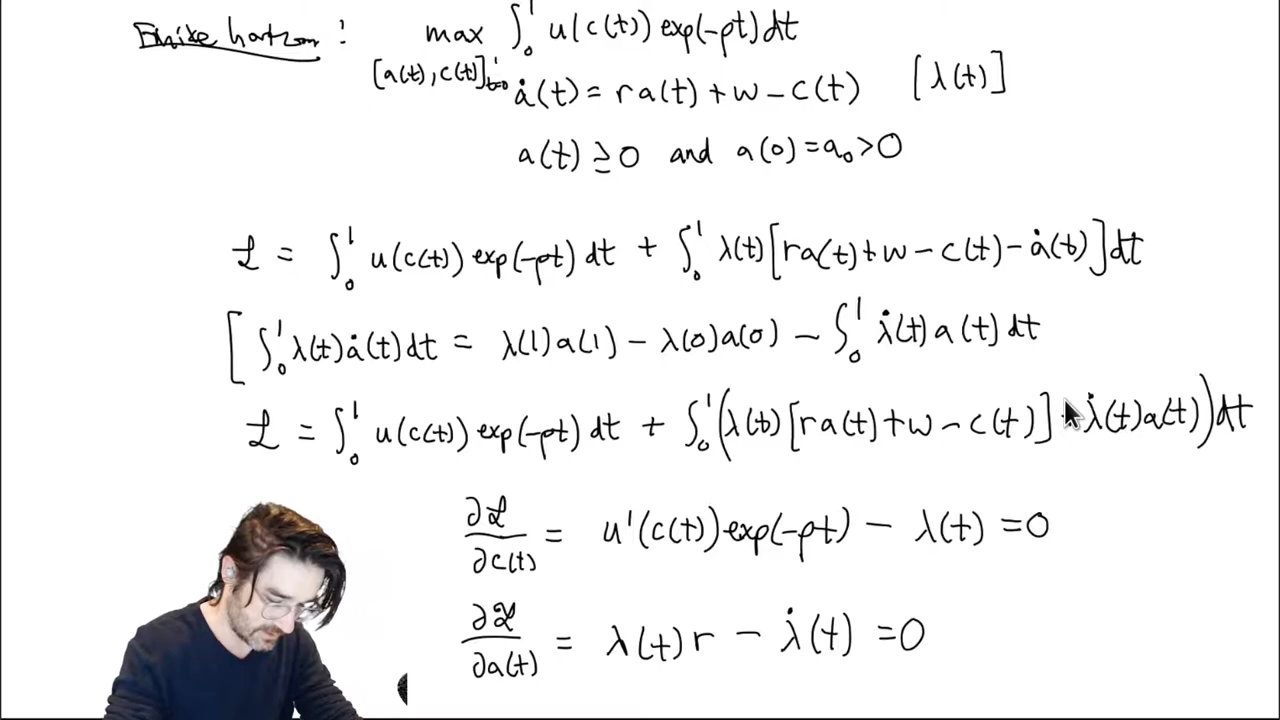 Finite horizon: max ∫₀¹ u(c(t)) exp(-ρt)dt
[a(t), c(t)]¹ₜ₌₀ ȧ(t) = ra(t) + w - c(t) [λ(t)]
a(t) ≥ 0 and a(0) = a₀ > 0
ℒ = ∫₀¹ u(c(t)) exp(-ρt) dt + ∫₀¹ λ(t)[ra(t) + w - c(t) - ȧ(t)]dt
[∫₀¹ λ(t)ȧ(t)dt = λ(1)a(1) - λ(0)a(0) - ∫₀¹ λ̇(t)a(t)dt
ℒ = ∫₀¹ u(c(t)) exp(-ρt) dt + ∫₀¹ (λ(t)[ra(t) + w - c(t)] λ̇(t)a(t))dt
∂ℒ/∂c(t) = u'(c(t))exp(-ρt) - λ(t) = 0
∂ℒ/∂a(t) = λ(t)r - λ̇(t) = 0